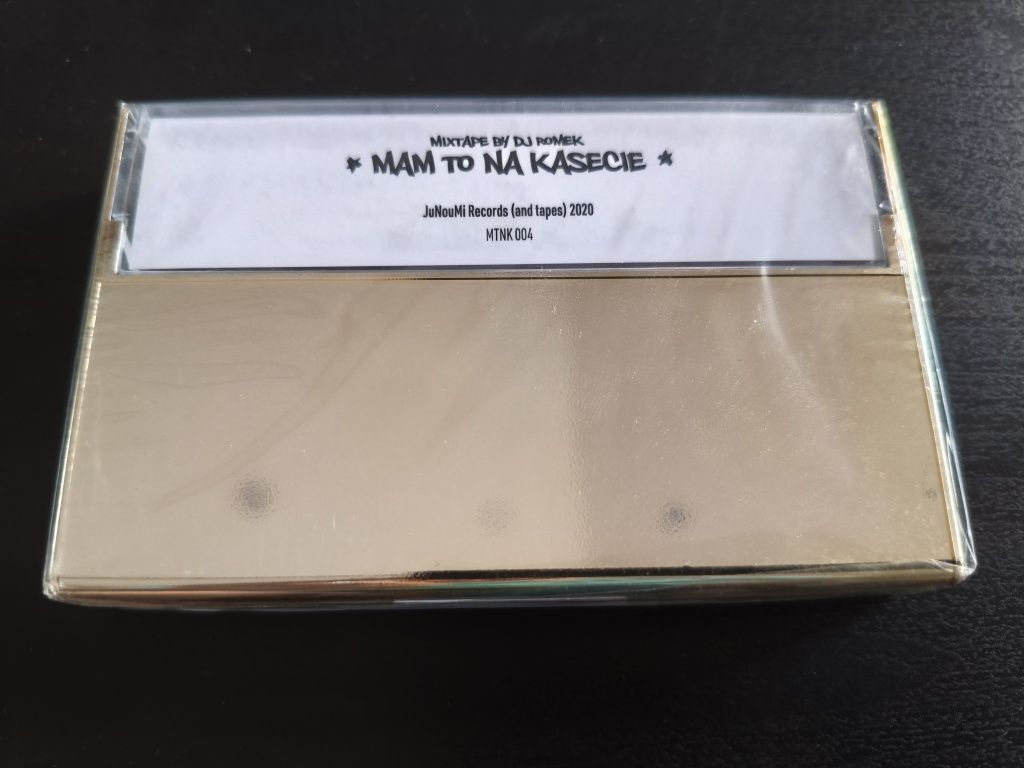 MIXTAPE BY DJ ROMEK
* MAM TO NA KASECIE *
JuNouMi Records (and tapes) 2020
MTNK 004